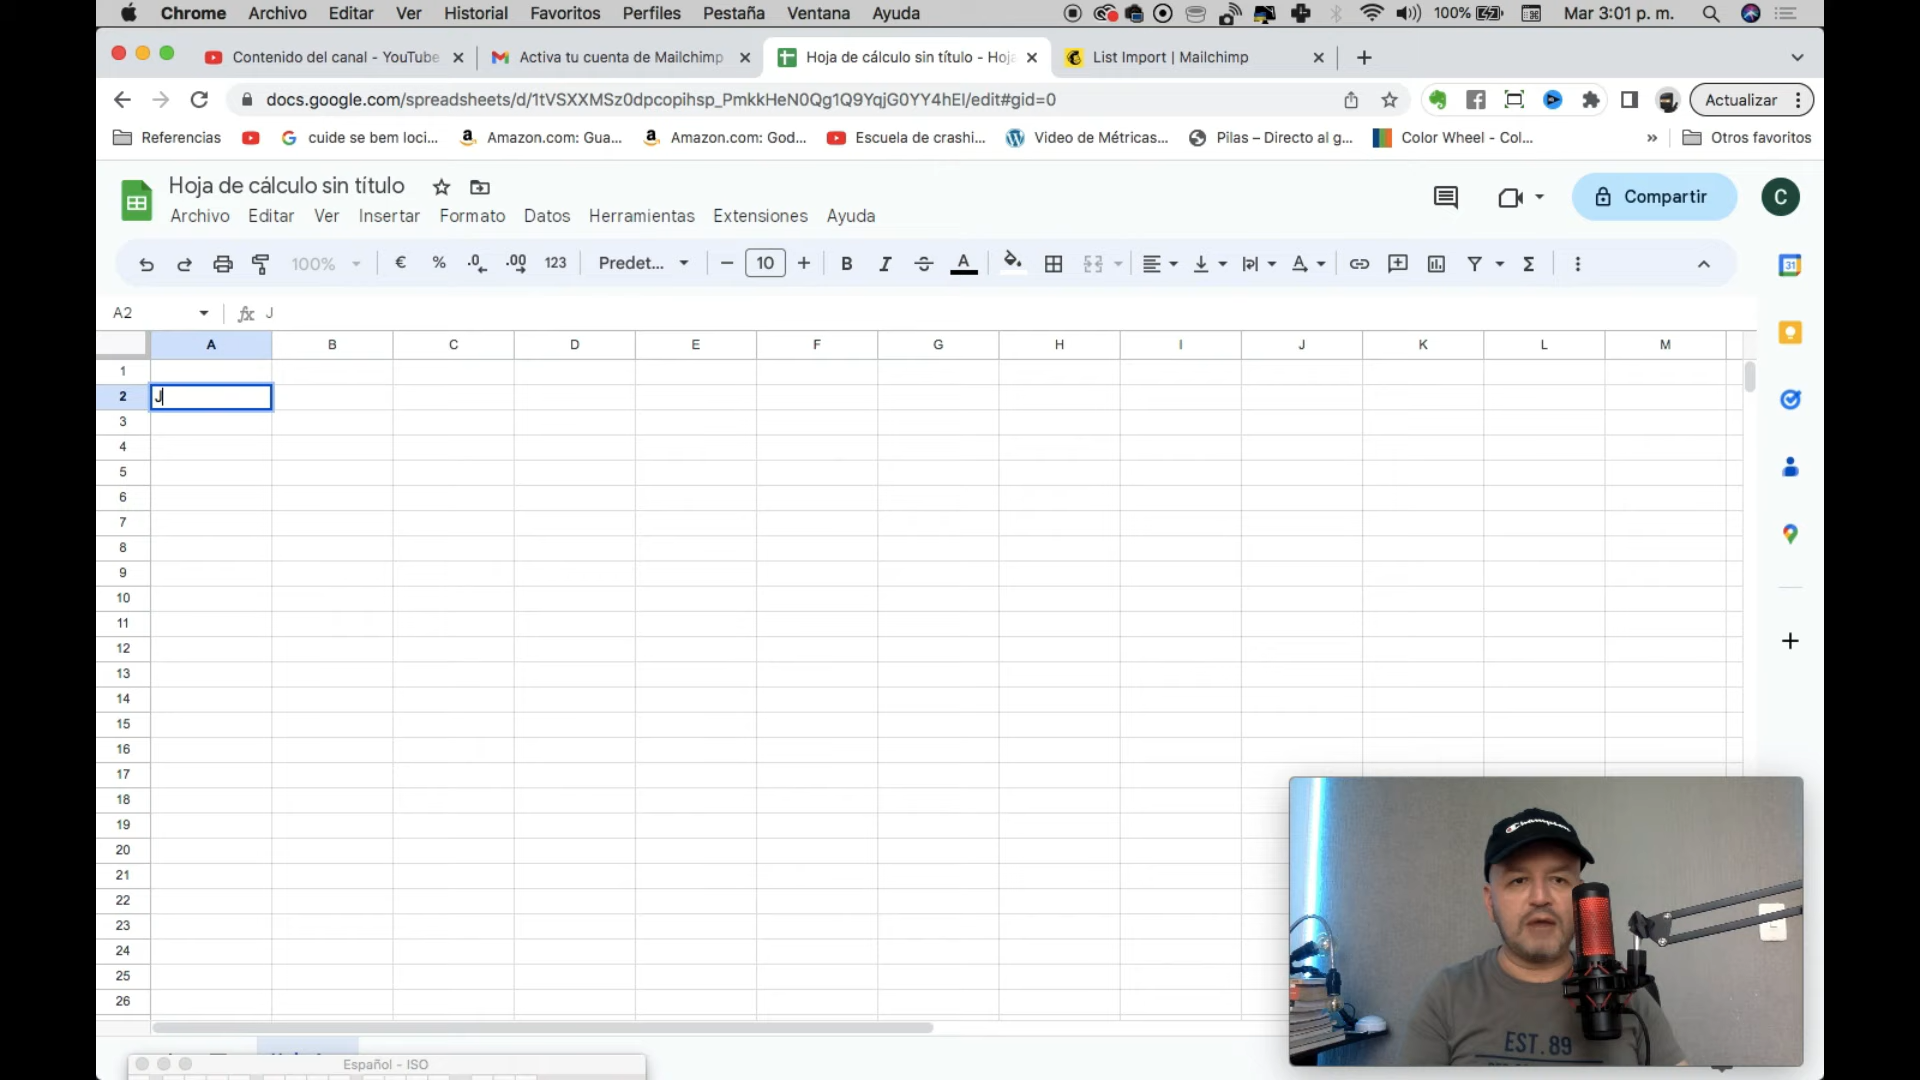 Chrome Archivo Editar Ver Historial Favoritos Perfiles Pestaña Ventana Ayuda 100% Mar 3:01 p. m.
Contenido del canal - YouTube Activa tu cuenta de Mailchimp Hoja de cálculo sin título - Hoja List Import | Mailchimp
docs.google.com/spreadsheets/d/1tVSXXMSz0dpcopihsp_PmkkHeN0Qg1Q9YqjG0YY4hEI/edit#gid=0 Actualizar
Referencias cuide se bem loci... Amazon.com: Gua... Amazon.com: God... Escuela de crashi... Video de Métricas... Pilas – Directo al g... Color Wheel - Col... » Otros favoritos
Hoja de cálculo sin título
Archivo Editar Ver Insertar Formato Datos Herramientas Extensiones Ayuda Compartir C
100% € % .0 .00 123 Predet... 10 B I A Σ 31
A2 fx J
A B C D E F G H I J K L M
1
2 J
3
4
5
6
7
8
9
10
11
12
13
14
15
16
17
18
19
20
21
22
23
24
25
26
Champion
EST. 89
Español - ISO